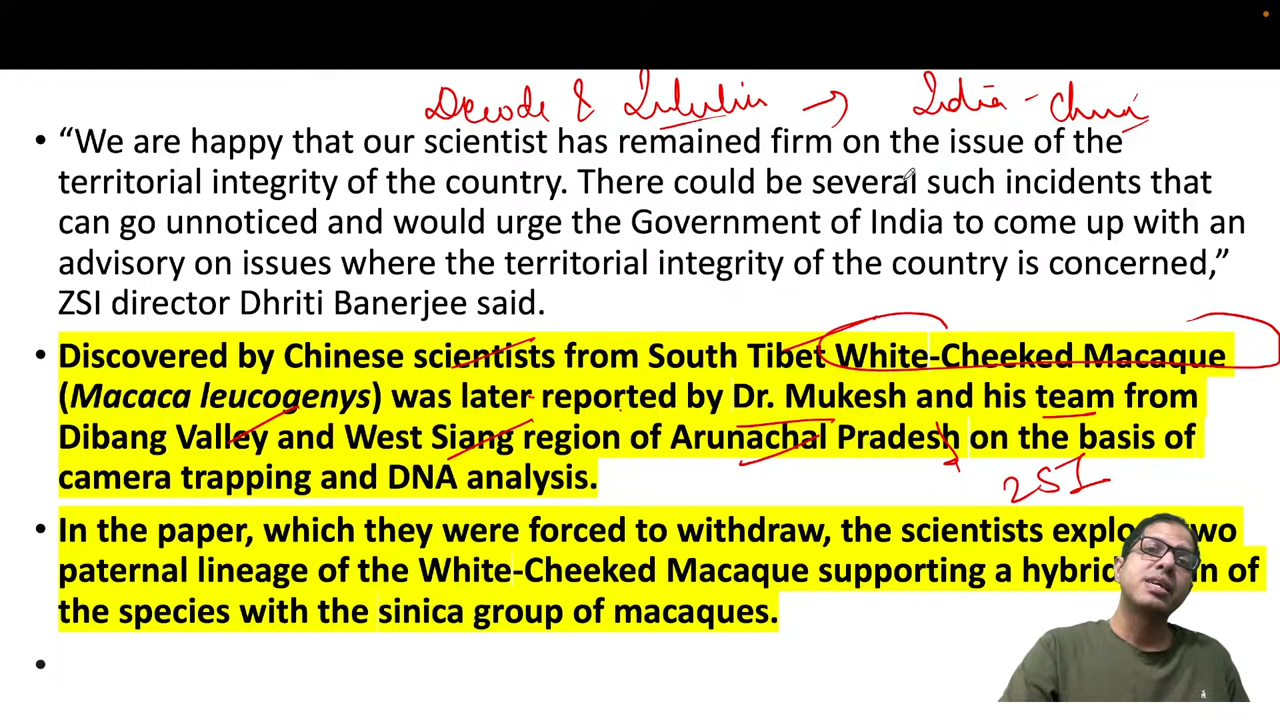 Decode & → India - China
• “We are happy that our scientist has remained firm on the issue of the
territorial integrity of the country. There could be several such incidents that
can go unnoticed and would urge the Government of India to come up with an
advisory on issues where the territorial integrity of the country is concerned,”
ZSI director Dhriti Banerjee said.
• Discovered by Chinese scientists from South Tibet White-Cheeked Macaque
(Macaca leucogenys) was later reported by Dr. Mukesh and his team from
Dibang Valley and West Siang region of Arunachal Pradesh on the basis of
camera trapping and DNA analysis.
ZSI
• In the paper, which they were forced to withdraw, the scientists two
paternal lineage of the White-Cheeked Macaque supporting a of
the species with the sinica group of macaques.
•